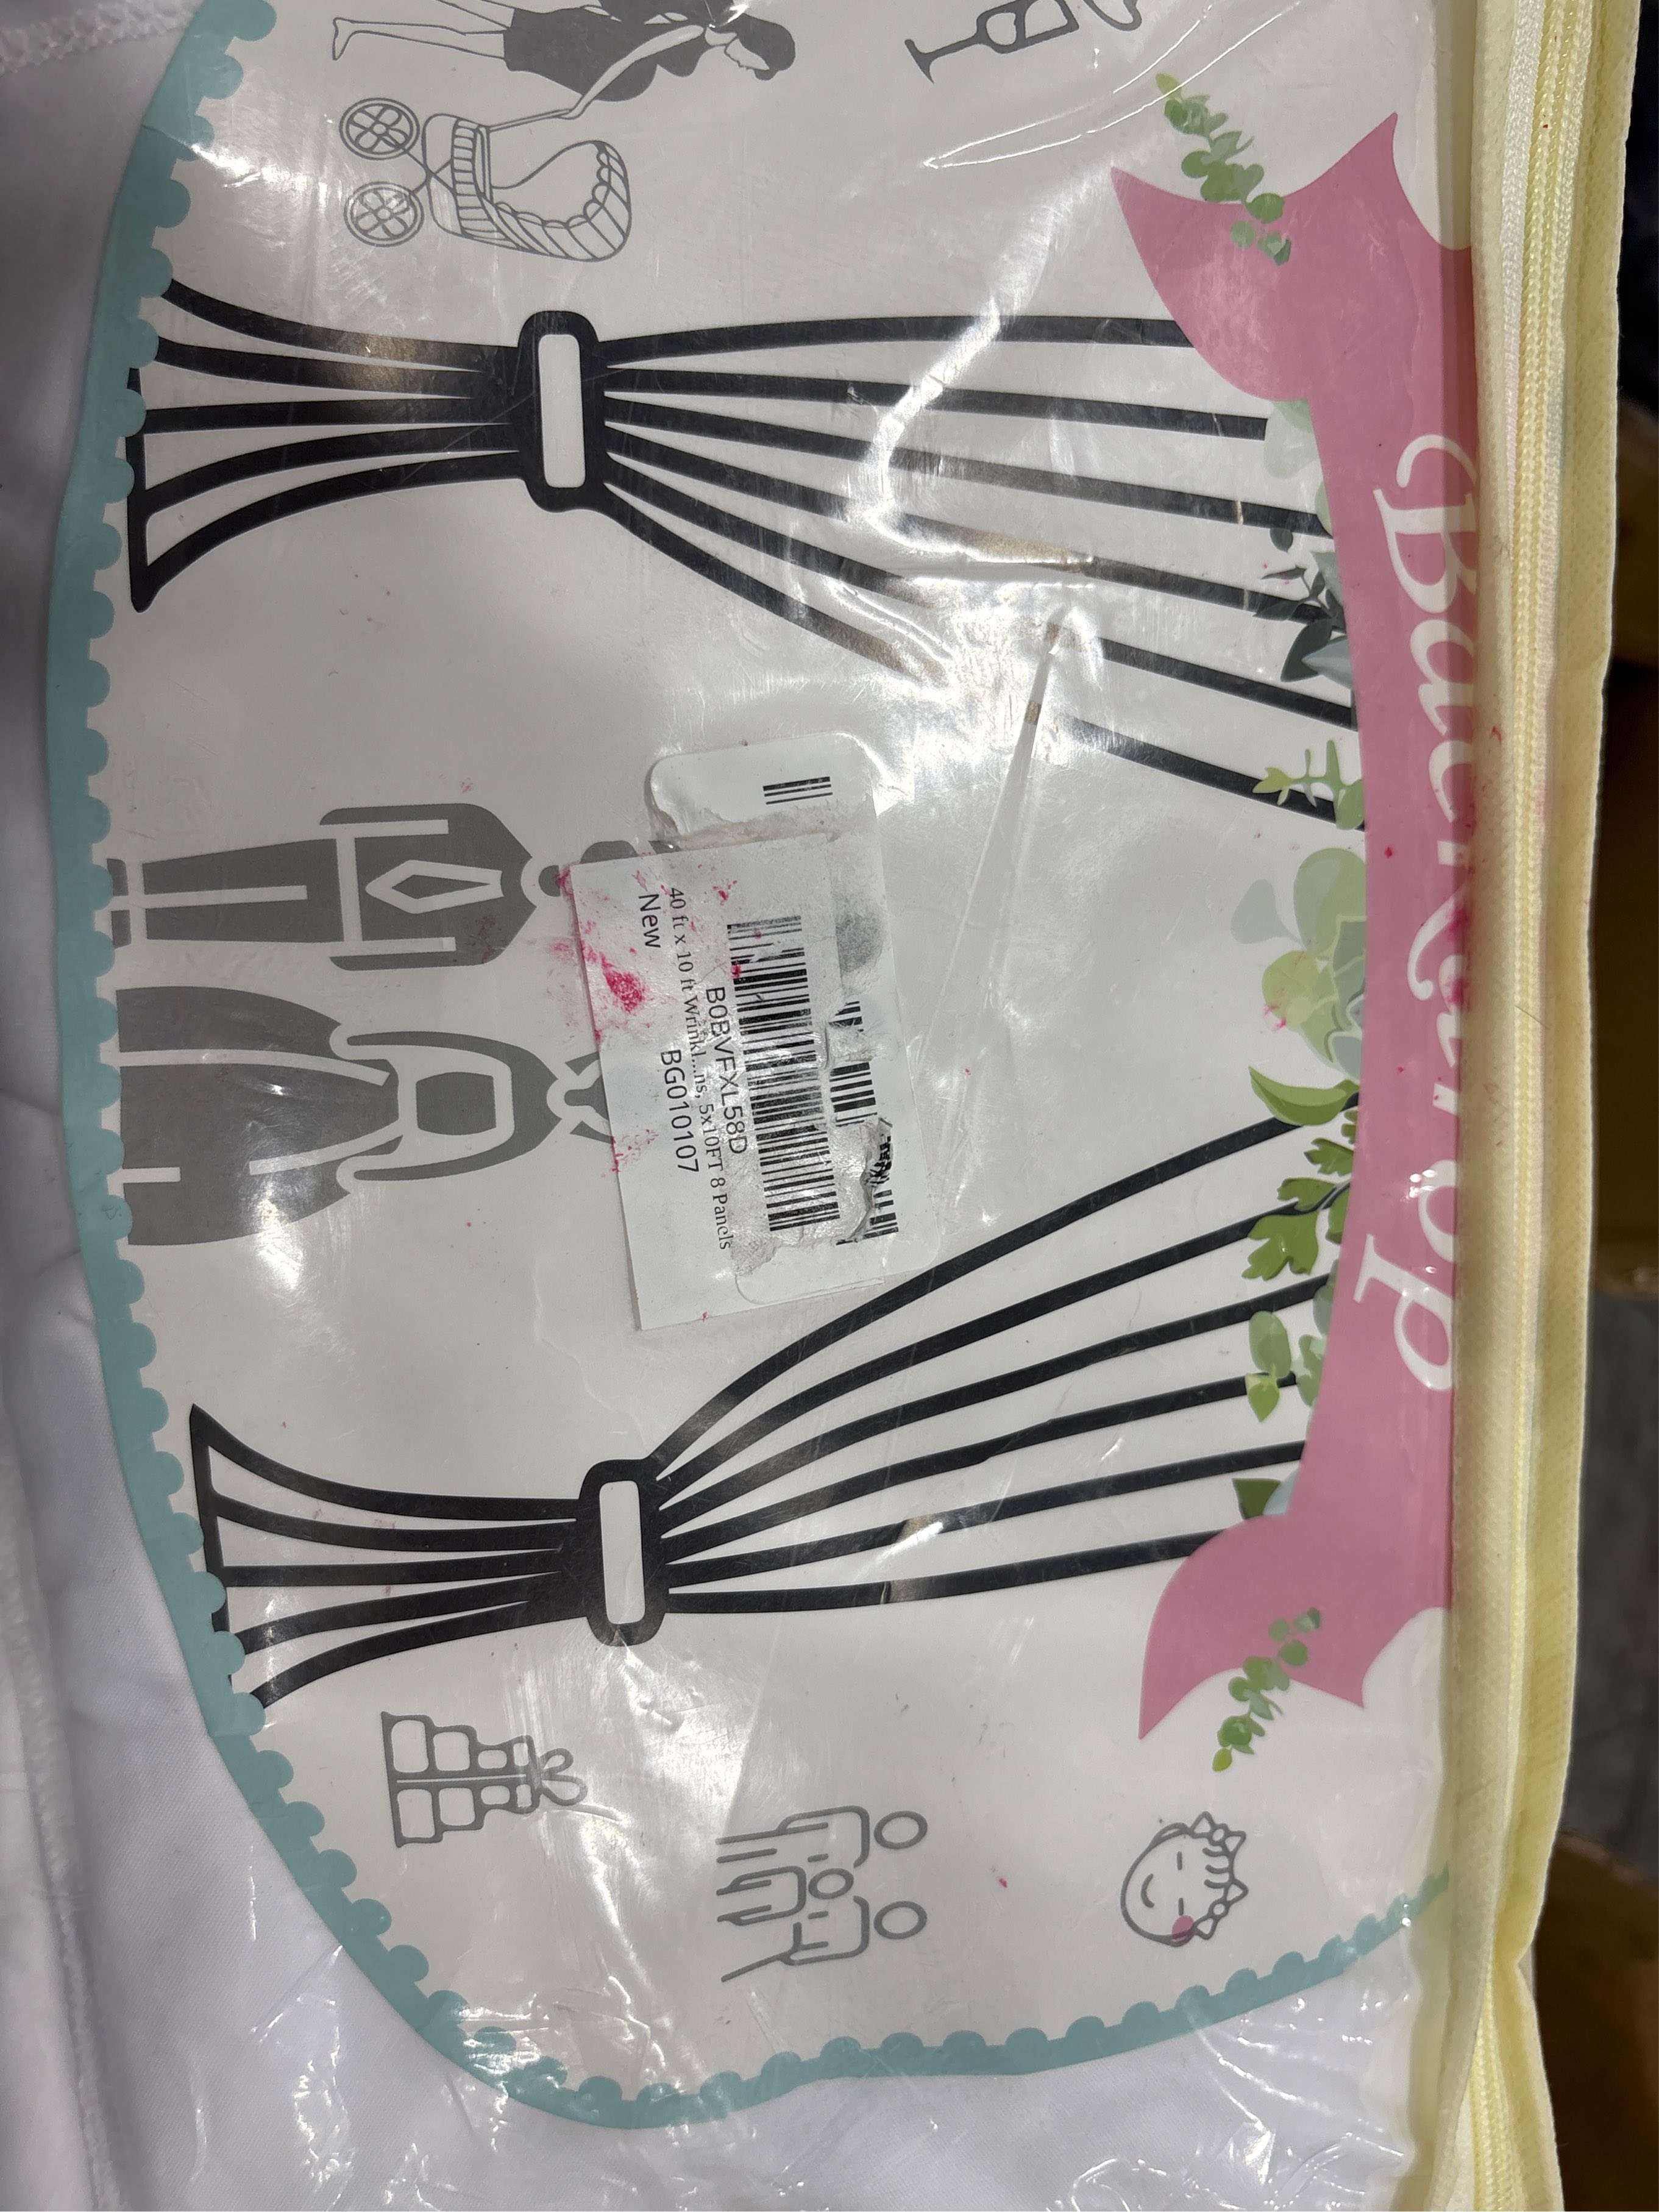 Backdrop
B0BVFXL58D
40 ft x 10 ft Wrinkl...ns, 5x10FT 8 Panels
New BG010107